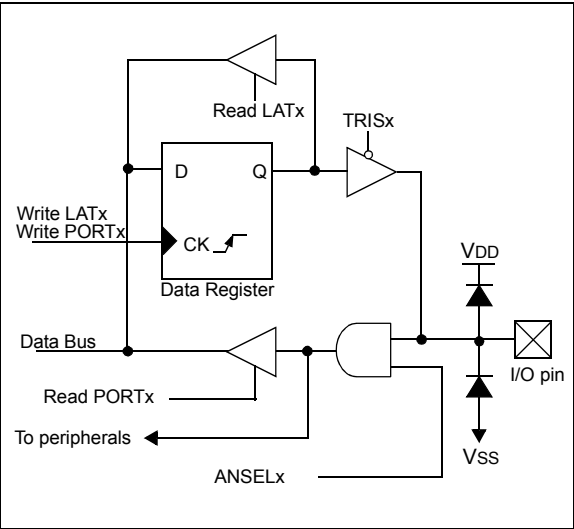 Read LATx
TRISx
D
Q
Write LATx
Write PORTx
CK
VDD
Data Register
Data Bus
I/O pin
Read PORTx
To peripherals
VSS
ANSELx